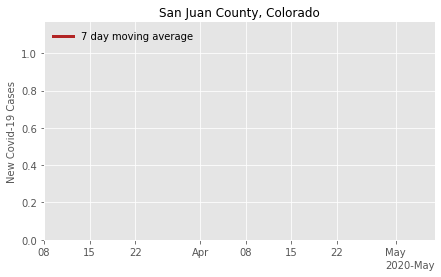 San Juan County, Colorado
7 day moving average
New Covid-19 Cases
1.0
0.8
0.6
0.4
0.2
0.0
08 15 22 Apr 08 15 22 May
2020-May